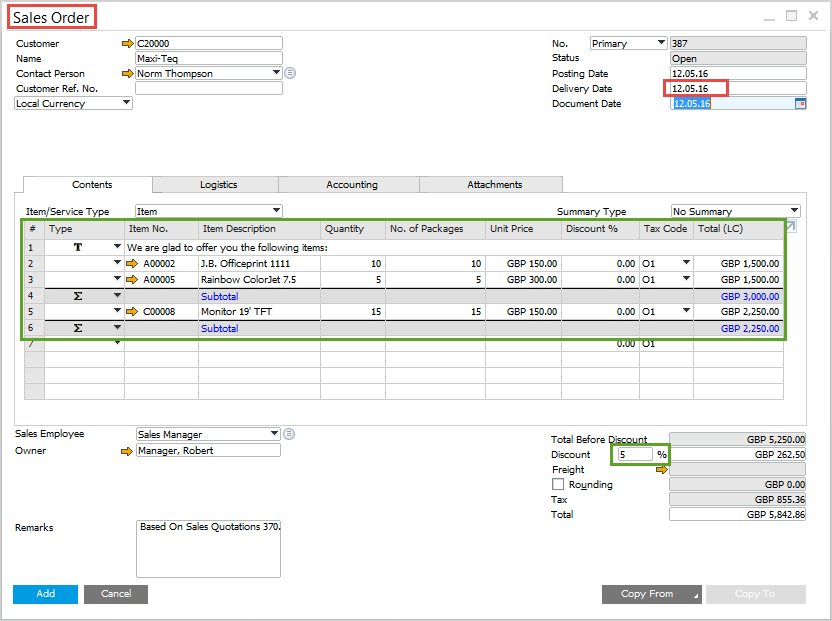 Sales Order
Customer C20000 No. Primary 387
Name Maxi-Teq Status Open
Contact Person Norm Thompson Posting Date 12.05.16
Customer Ref. No. Delivery Date 12.05.16
Local Currency Document Date 12.05.16
Contents Logistics Accounting Attachments
Item/Service Type Item Summary Type No Summary
# Type Item No. Item Description Quantity No. of Packages Unit Price Discount % Tax Code Total (LC)
1 T We are glad to offer you the following items:
2 A00002 J.B. Officeprint 1111 10 10 GBP 150.00 0.00 O1 GBP 1,500.00
3 A00005 Rainbow ColorJet 7.5 5 5 GBP 300.00 0.00 O1 GBP 1,500.00
4 Σ Subtotal GBP 3,000.00
5 C00008 Monitor 19' TFT 15 15 GBP 150.00 0.00 O1 GBP 2,250.00
6 Σ Subtotal GBP 2,250.00
7 0.00 O1
Sales Employee Sales Manager Total Before Discount GBP 5,250.00
Owner Manager, Robert Discount 5 % GBP 262.50
Freight
Rounding GBP 0.00
Tax GBP 855.36
Total GBP 5,842.86
Remarks Based On Sales Quotations 370.
Add Cancel Copy From Copy To